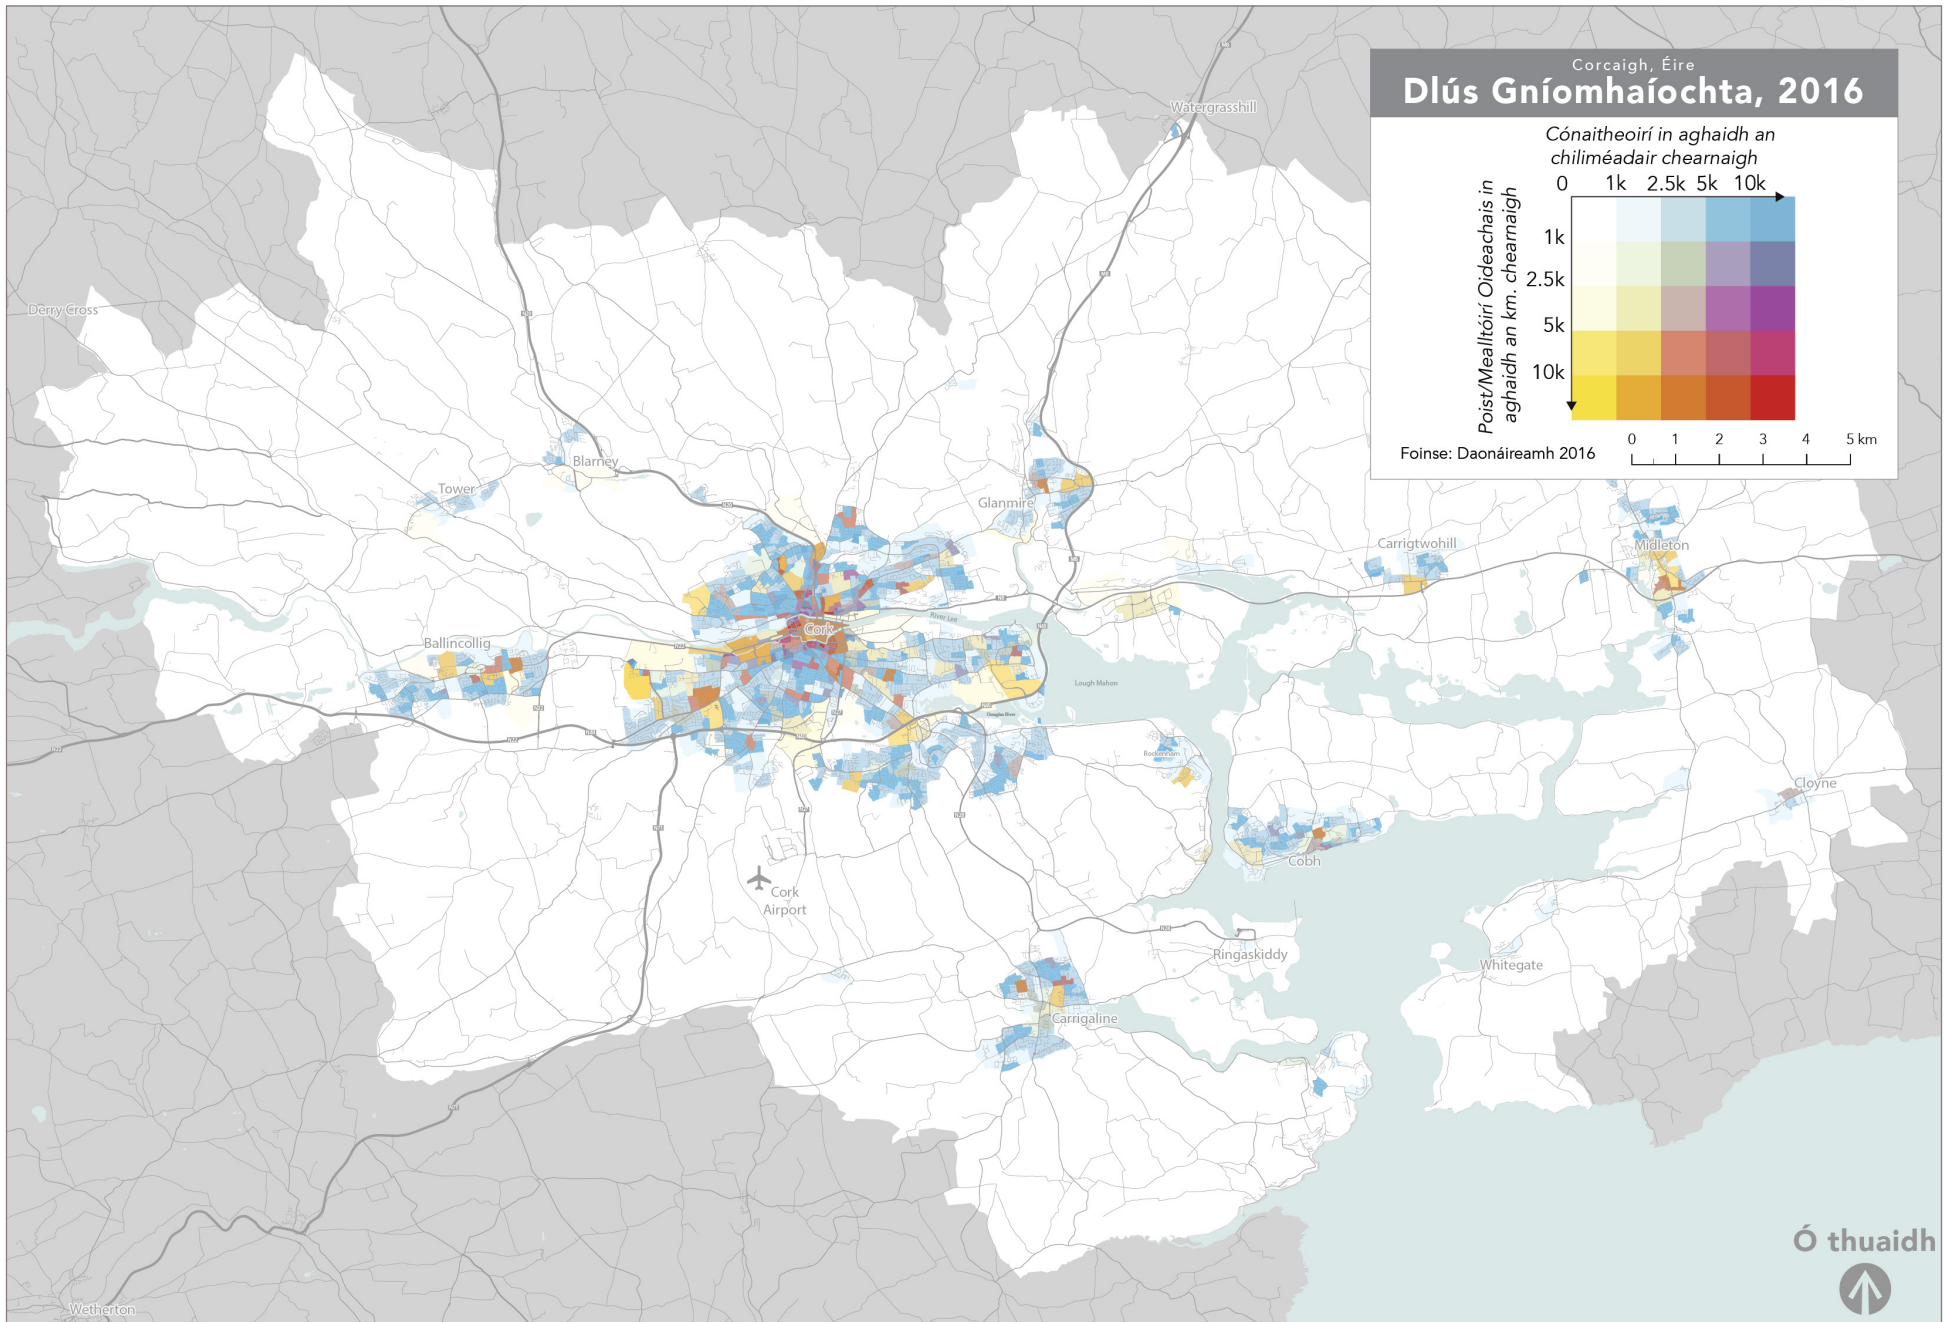 Corcaigh, Éire
Dlús Gníomhaíochta, 2016
Cónaitheoirí in aghaidh an
chiliméadair chearnaigh
0 1k 2.5k 5k 10k
Poist/Mealltóirí Oideachais in
aghaidh an km. chearnaigh
1k
2.5k
5k
10k
0 1 2 3 4 5 km
Foinse: Daonáireamh 2016
Watergrasshill
Derry Cross
Blarney
Tower
Glanmire
Carrigtwohill
Midleton
Cork
River Lee
Ballincollig
Lough Mahon
Douglas River
Rockenham
Cloyne
Cobh
Cork
Airport
Ringaskiddy
Whitegate
Carrigaline
Ó thuaidh
Wetherton